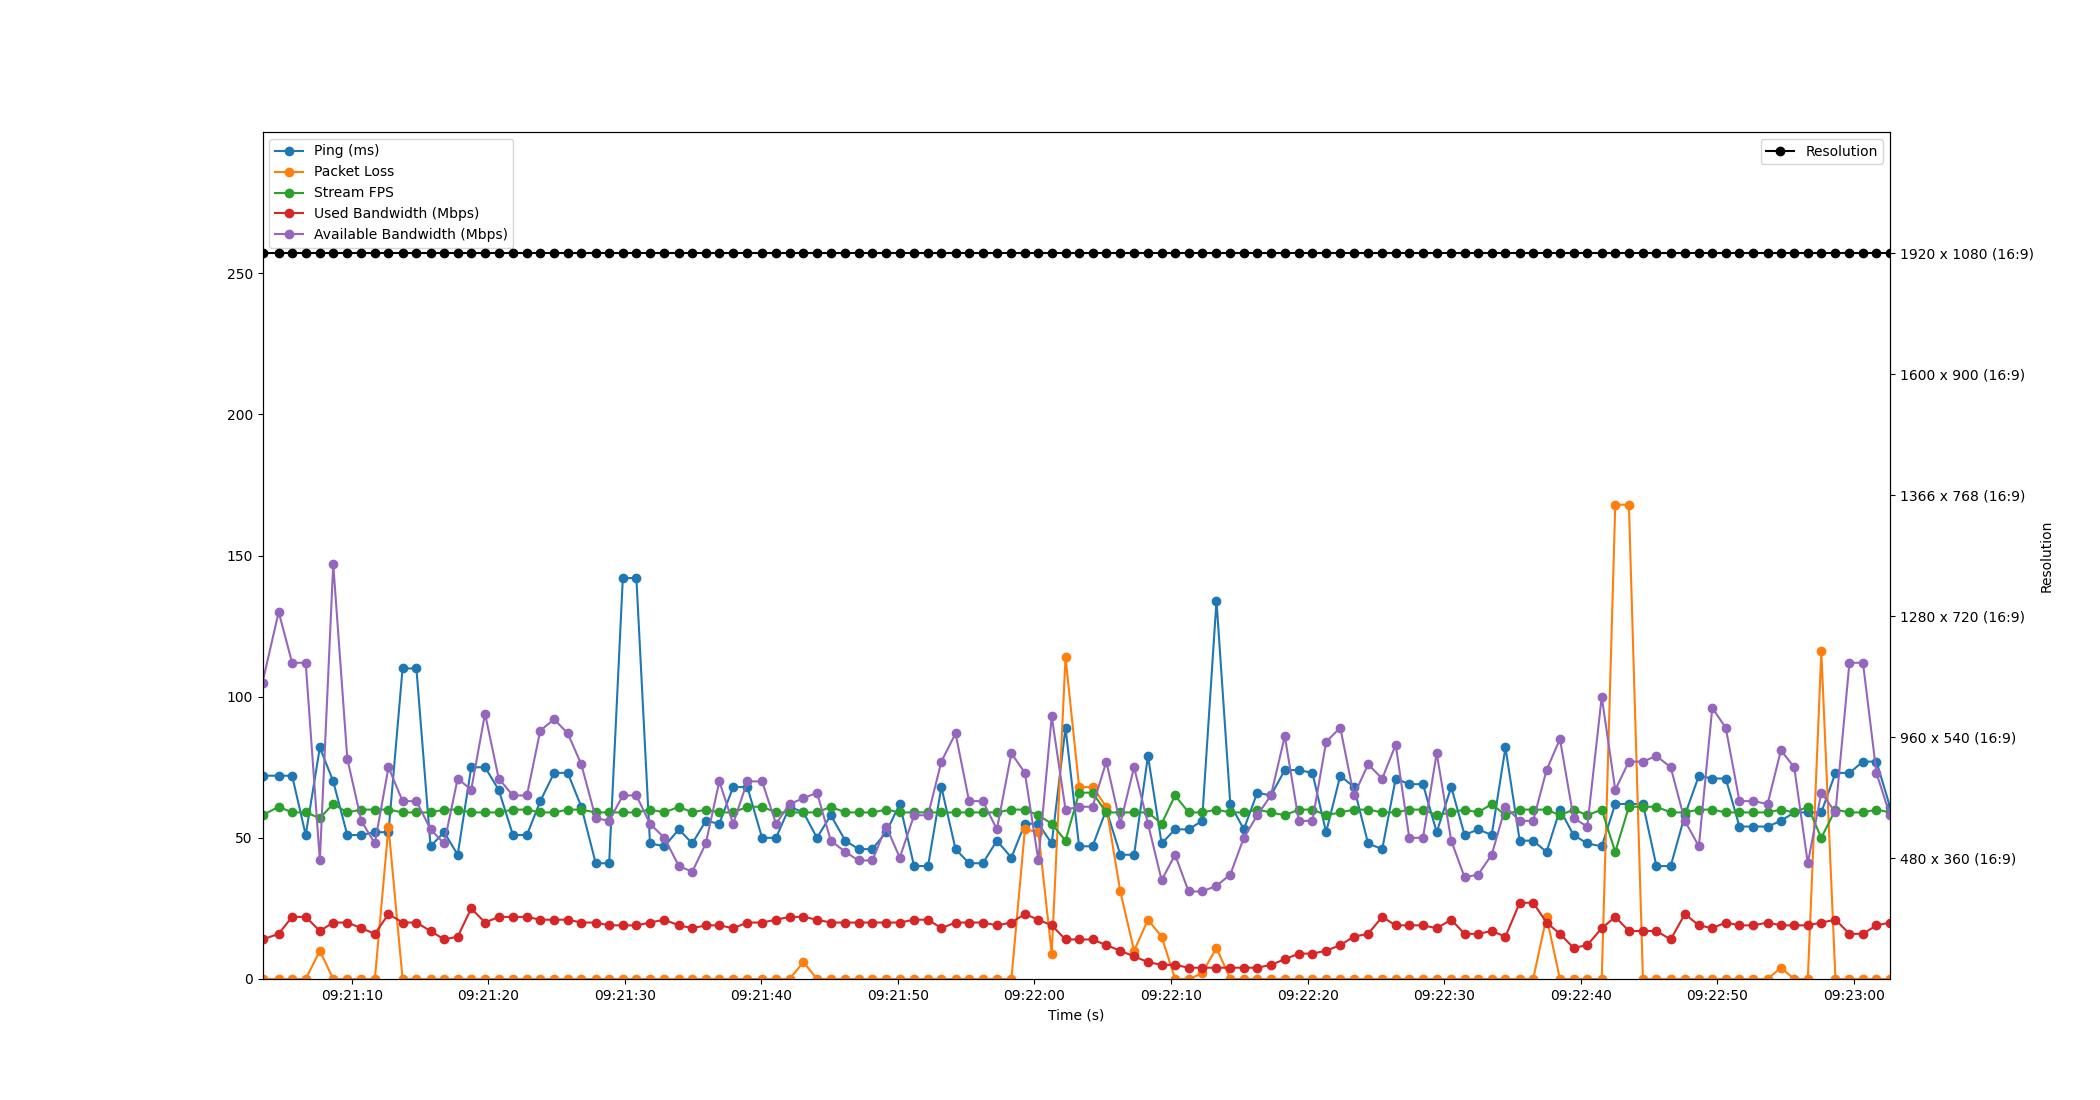 Ping (ms)
Packet Loss
Stream FPS
Used Bandwidth (Mbps)
Available Bandwidth (Mbps)
Resolution
250
200
150
100
50
0
1920 x 1080 (16:9)
1600 x 900 (16:9)
1366 x 768 (16:9)
1280 x 720 (16:9)
960 x 540 (16:9)
480 x 360 (16:9)
Resolution
09:21:10 09:21:20 09:21:30 09:21:40 09:21:50 09:22:00 09:22:10 09:22:20 09:22:30 09:22:40 09:22:50 09:23:00
Time (s)